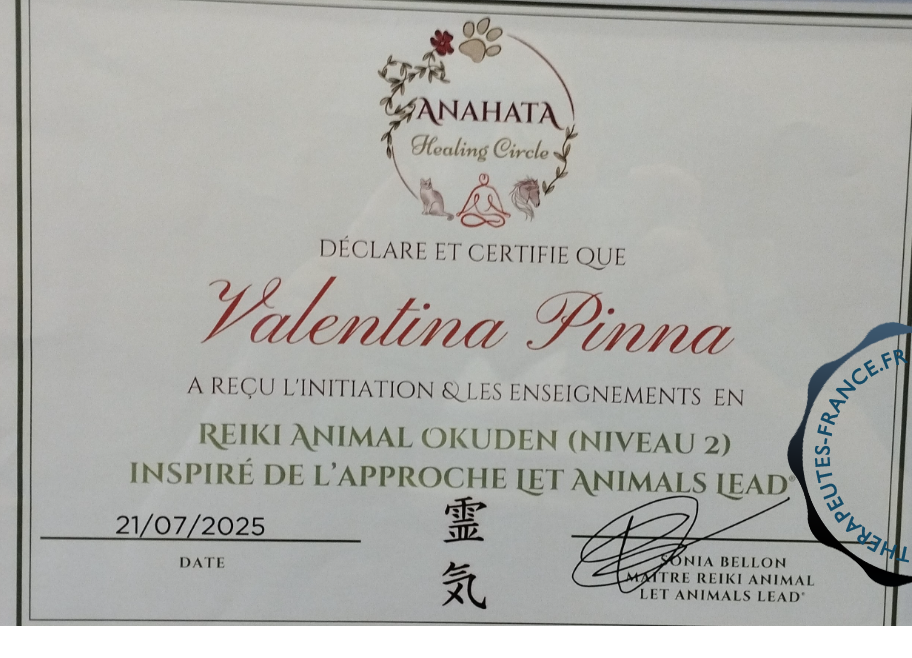 ANAHATA
Healing Circle
DÉCLARE ET CERTIFIE QUE
Valentina Pinna
A REÇU L'INITIATION & LES ENSEIGNEMENTS EN
REIKI ANIMAL OKUDEN (NIVEAU 2)
INSPIRÉ DE L'APPROCHE LET ANIMALS LEAD®
21/07/2025
DATE
霊
気
SONIA BELLON
MAITRE REIKI ANIMAL
LET ANIMALS LEAD®
THERAPEUTES-FRANCE.FR